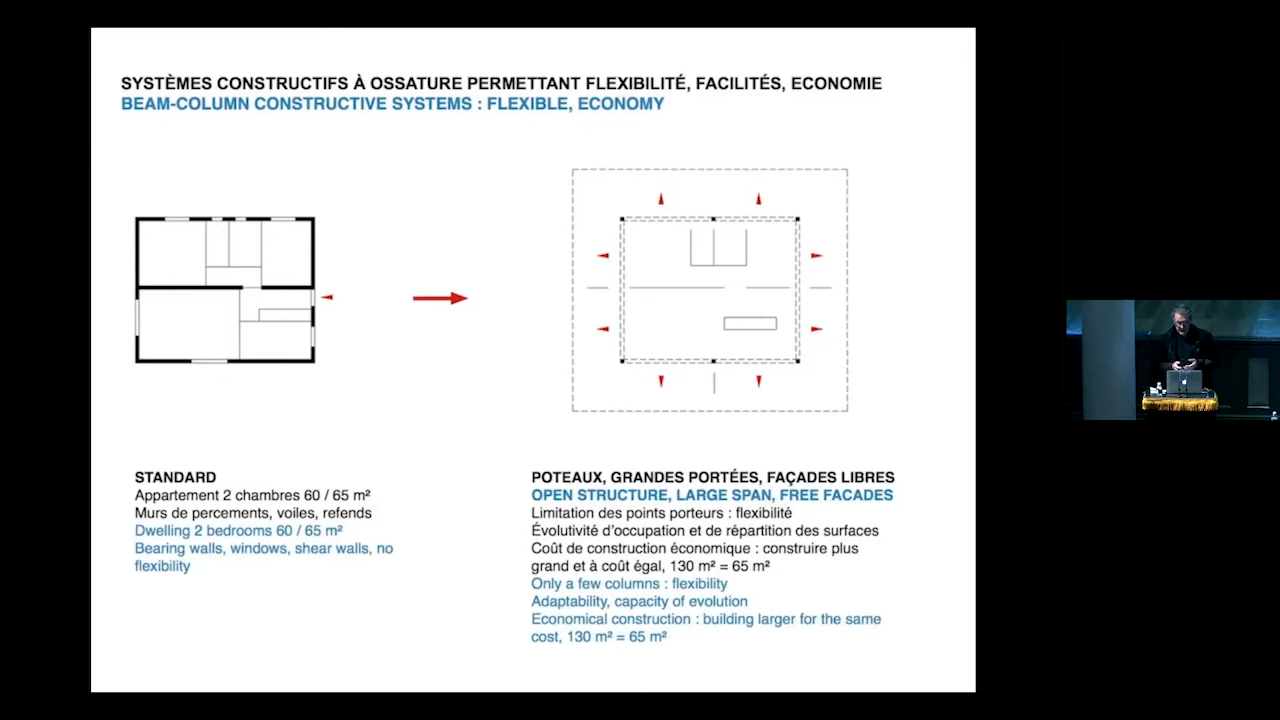 SYSTÈMES CONSTRUCTIFS À OSSATURE PERMETTANT FLEXIBILITÉ, FACILITÉS, ECONOMIE
BEAM-COLUMN CONSTRUCTIVE SYSTEMS : FLEXIBLE, ECONOMY
STANDARD
Appartement 2 chambres 60 / 65 m²
Murs de percements, voiles, refends
Dwelling 2 bedrooms 60 / 65 m²
Bearing walls, windows, shear walls, no
flexibility
POTEAUX, GRANDES PORTÉES, FAÇADES LIBRES
OPEN STRUCTURE, LARGE SPAN, FREE FACADES
Limitation des points porteurs : flexibilité
Évolutivité d'occupation et de répartition des surfaces
Coût de construction économique : construire plus
grand et à coût égal, 130 m² = 65 m²
Only a few columns : flexibility
Adaptability, capacity of evolution
Economical construction : building larger for the same
cost, 130 m² = 65 m²